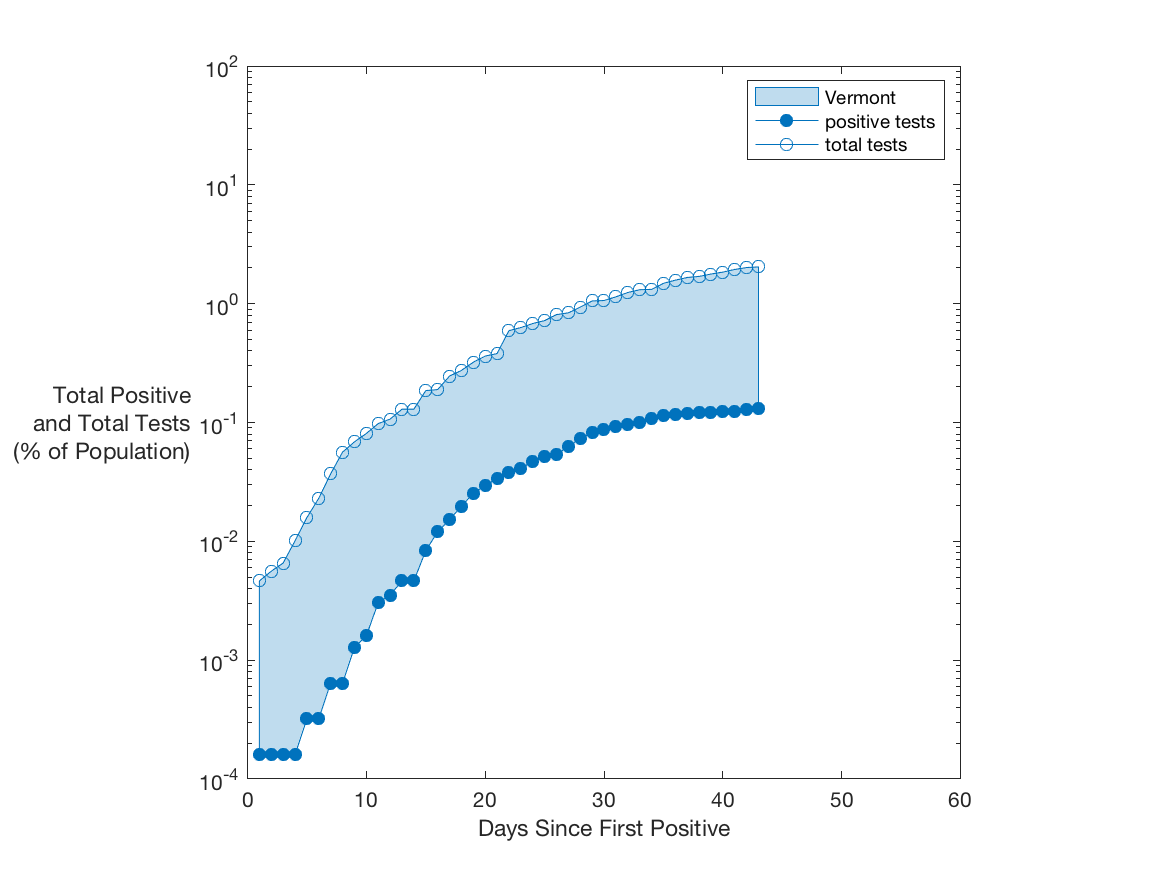 10^2
10^1
10^0
10^-1
10^-2
10^-3
10^-4
Total Positive
and Total Tests
(% of Population)
Vermont
positive tests
total tests
0 10 20 30 40 50 60
Days Since First Positive